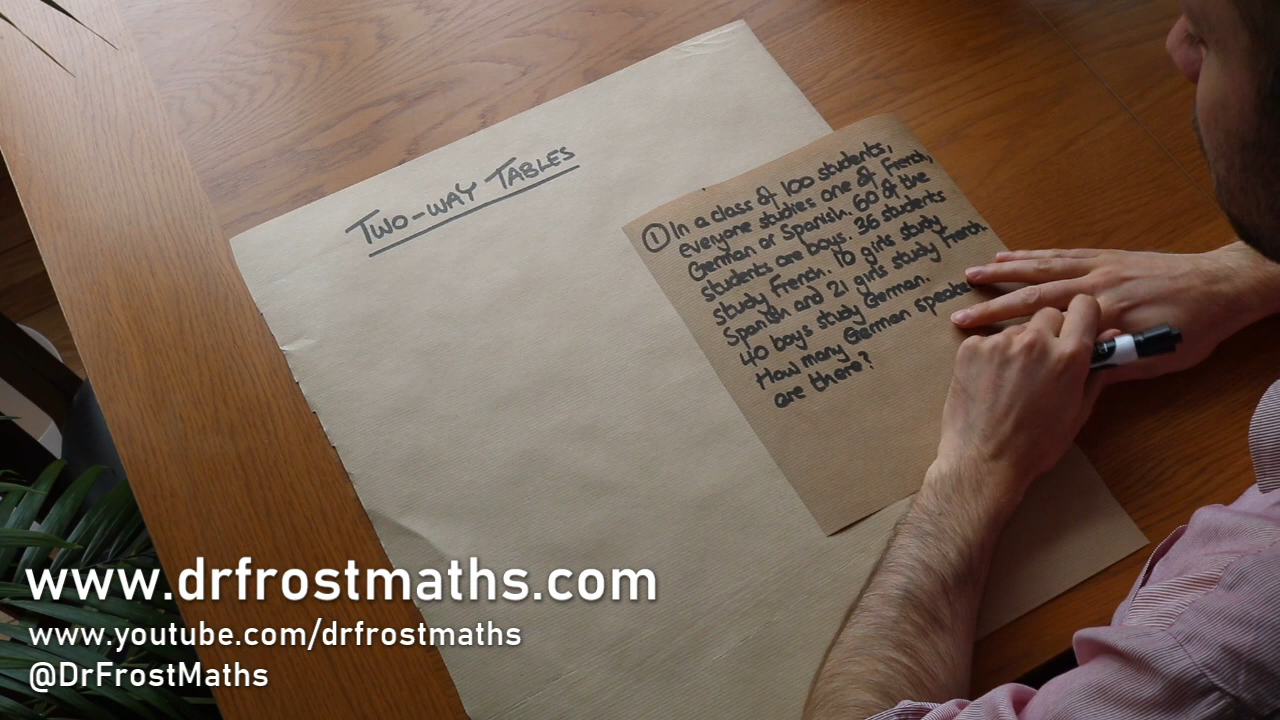 TWO-WAY TABLES
① In a class of 100 students,
everyone studies one of French,
German or Spanish. 60 of the
students are boys. 36 students
study French. 10 girls study
Spanish and 21 girls study French.
40 boys study German.
How many German speakers
are there?
www.drfrostmaths.com
www.youtube.com/drfrostmaths
@DrFrostMaths